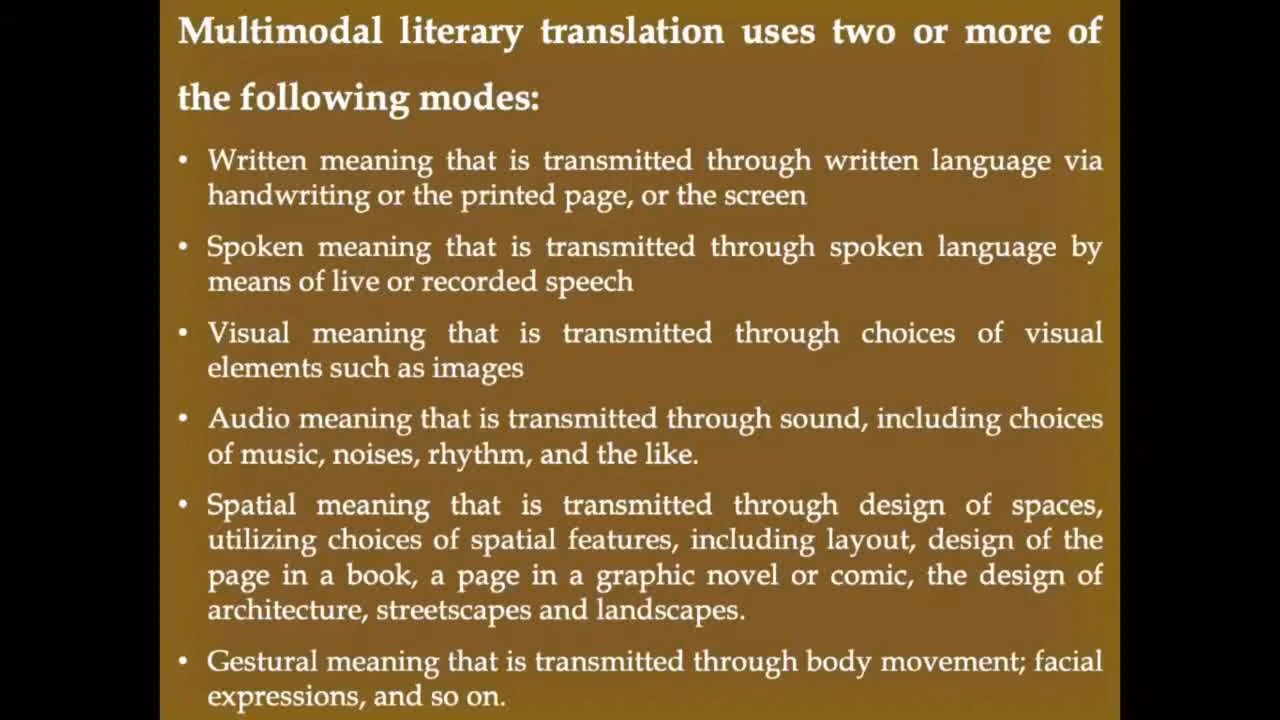 Multimodal literary translation uses two or more of
the following modes:
• Written meaning that is transmitted through written language via
handwriting or the printed page, or the screen
• Spoken meaning that is transmitted through spoken language by
means of live or recorded speech
• Visual meaning that is transmitted through choices of visual
elements such as images
• Audio meaning that is transmitted through sound, including choices
of music, noises, rhythm, and the like.
• Spatial meaning that is transmitted through design of spaces,
utilizing choices of spatial features, including layout, design of the
page in a book, a page in a graphic novel or comic, the design of
architecture, streetscapes and landscapes.
• Gestural meaning that is transmitted through body movement; facial
expressions, and so on.